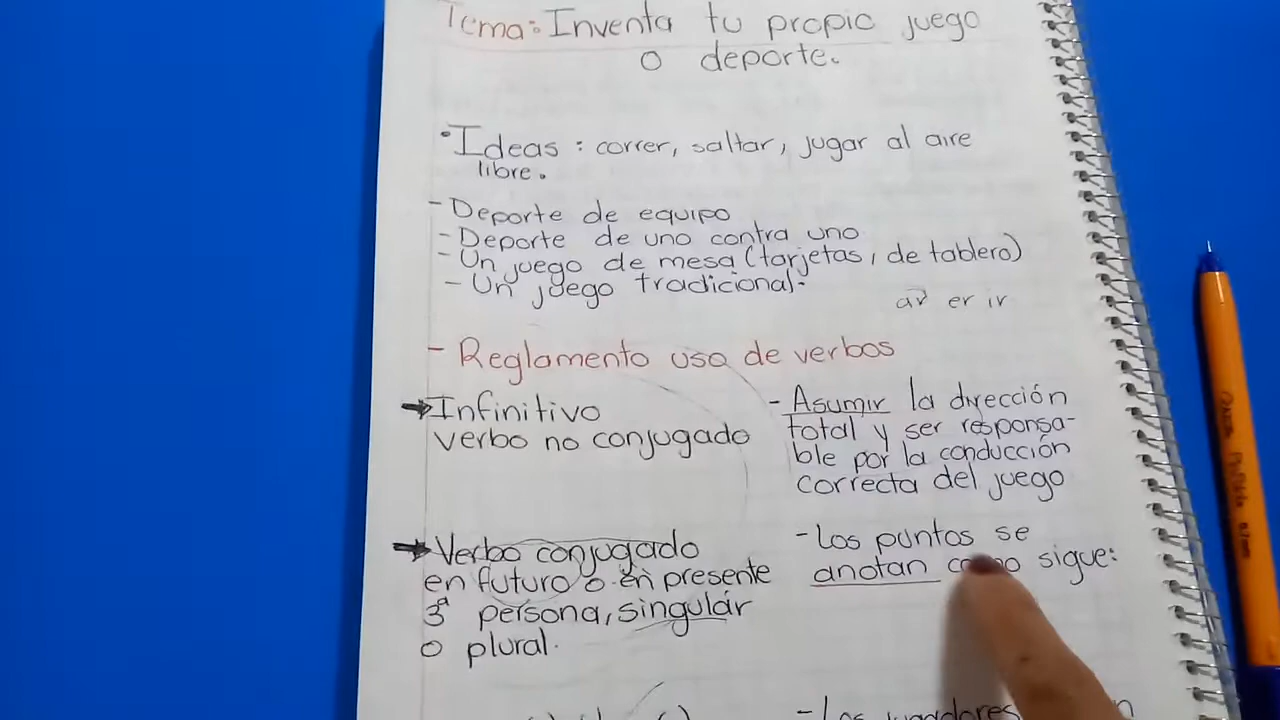 Tema: Inventa tu propio juego
o deporte.
•Ideas : correr, saltar, jugar al aire
libre.
- Deporte de equipo
- Deporte de uno contra uno
- Un juego de mesa (tarjetas, de tablero)
- Un juego tradicional.
ar er ir
- Reglamento uso de verbos
→Infinitivo
verbo no conjugado
- Asumir la dirección
total y ser responsa-
ble por la conducción
correcta del juego
→Verbo conjugado
en futuro o en presente
3ª persona, singular
o plural.
- Los puntos se
anotan como sigue:
- Los jugadores